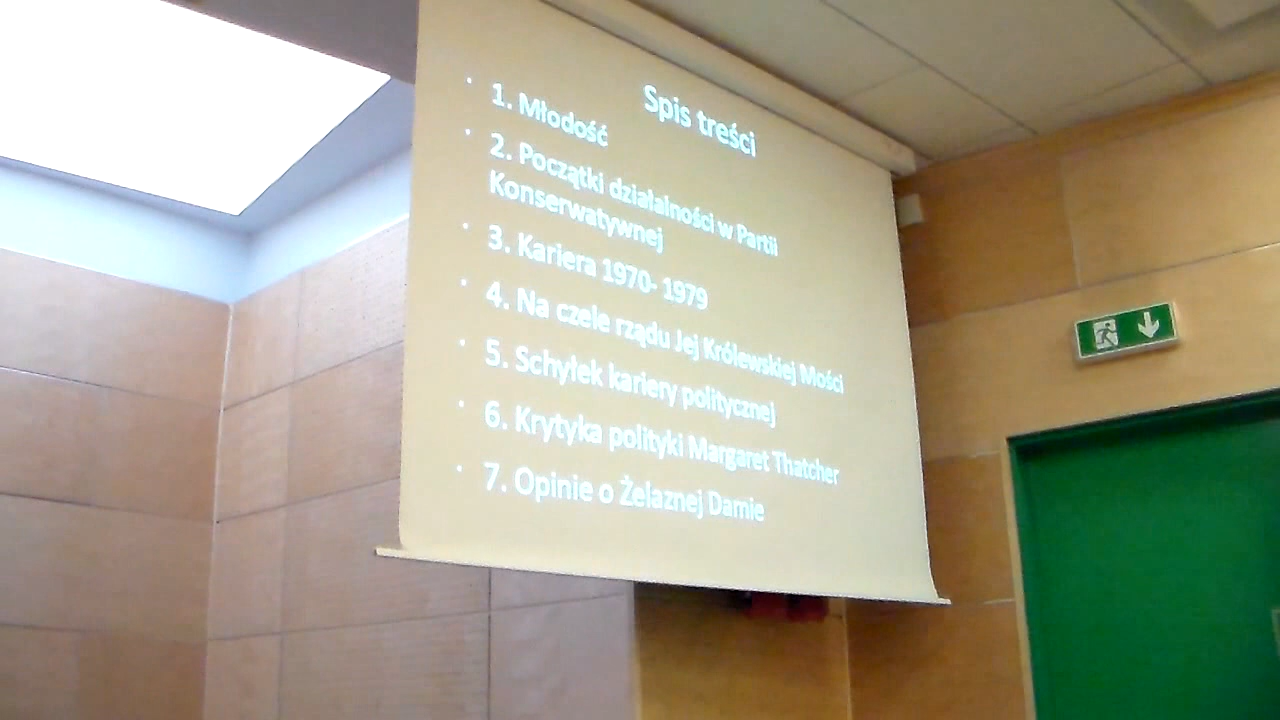 Spis treści
• 1. Młodość
• 2. Początki działalności w Partii
Konserwatywnej
• 3. Kariera 1970- 1979
• 4. Na czele rządu Jej Królewskiej Mości
• 5. Schyłek kariery politycznej
• 6. Krytyka polityki Margaret Thatcher
• 7. Opinie o Żelaznej Damie